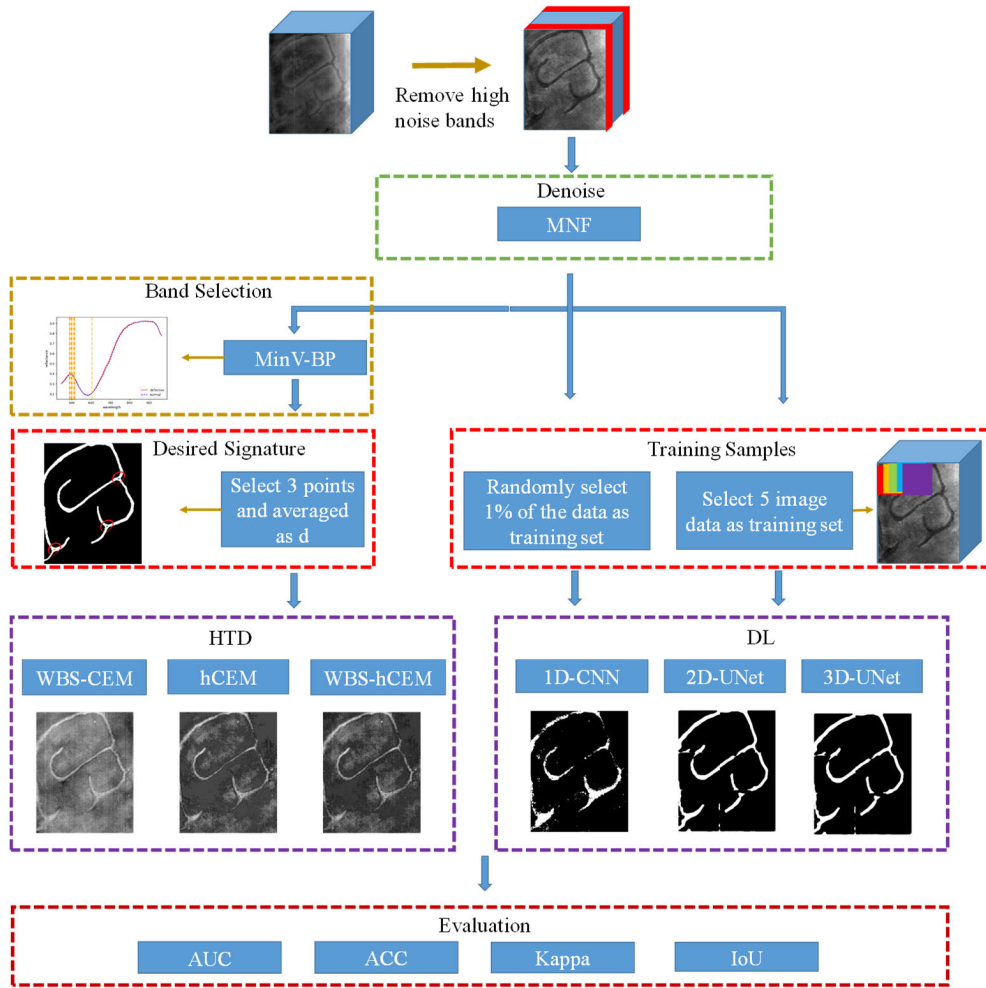 Remove high
noise bands
Denoise
MNF
Band Selection
MinV-BP
wavelength
Desired Signature
Select 3 points
and averaged
as d
Training Samples
Randomly select
1% of the data as
training set
Select 5 image
data as training set
HTD
WBS-CEM
hCEM
WBS-hCEM
DL
1D-CNN
2D-UNet
3D-UNet
Evaluation
AUC
ACC
Kappa
IoU